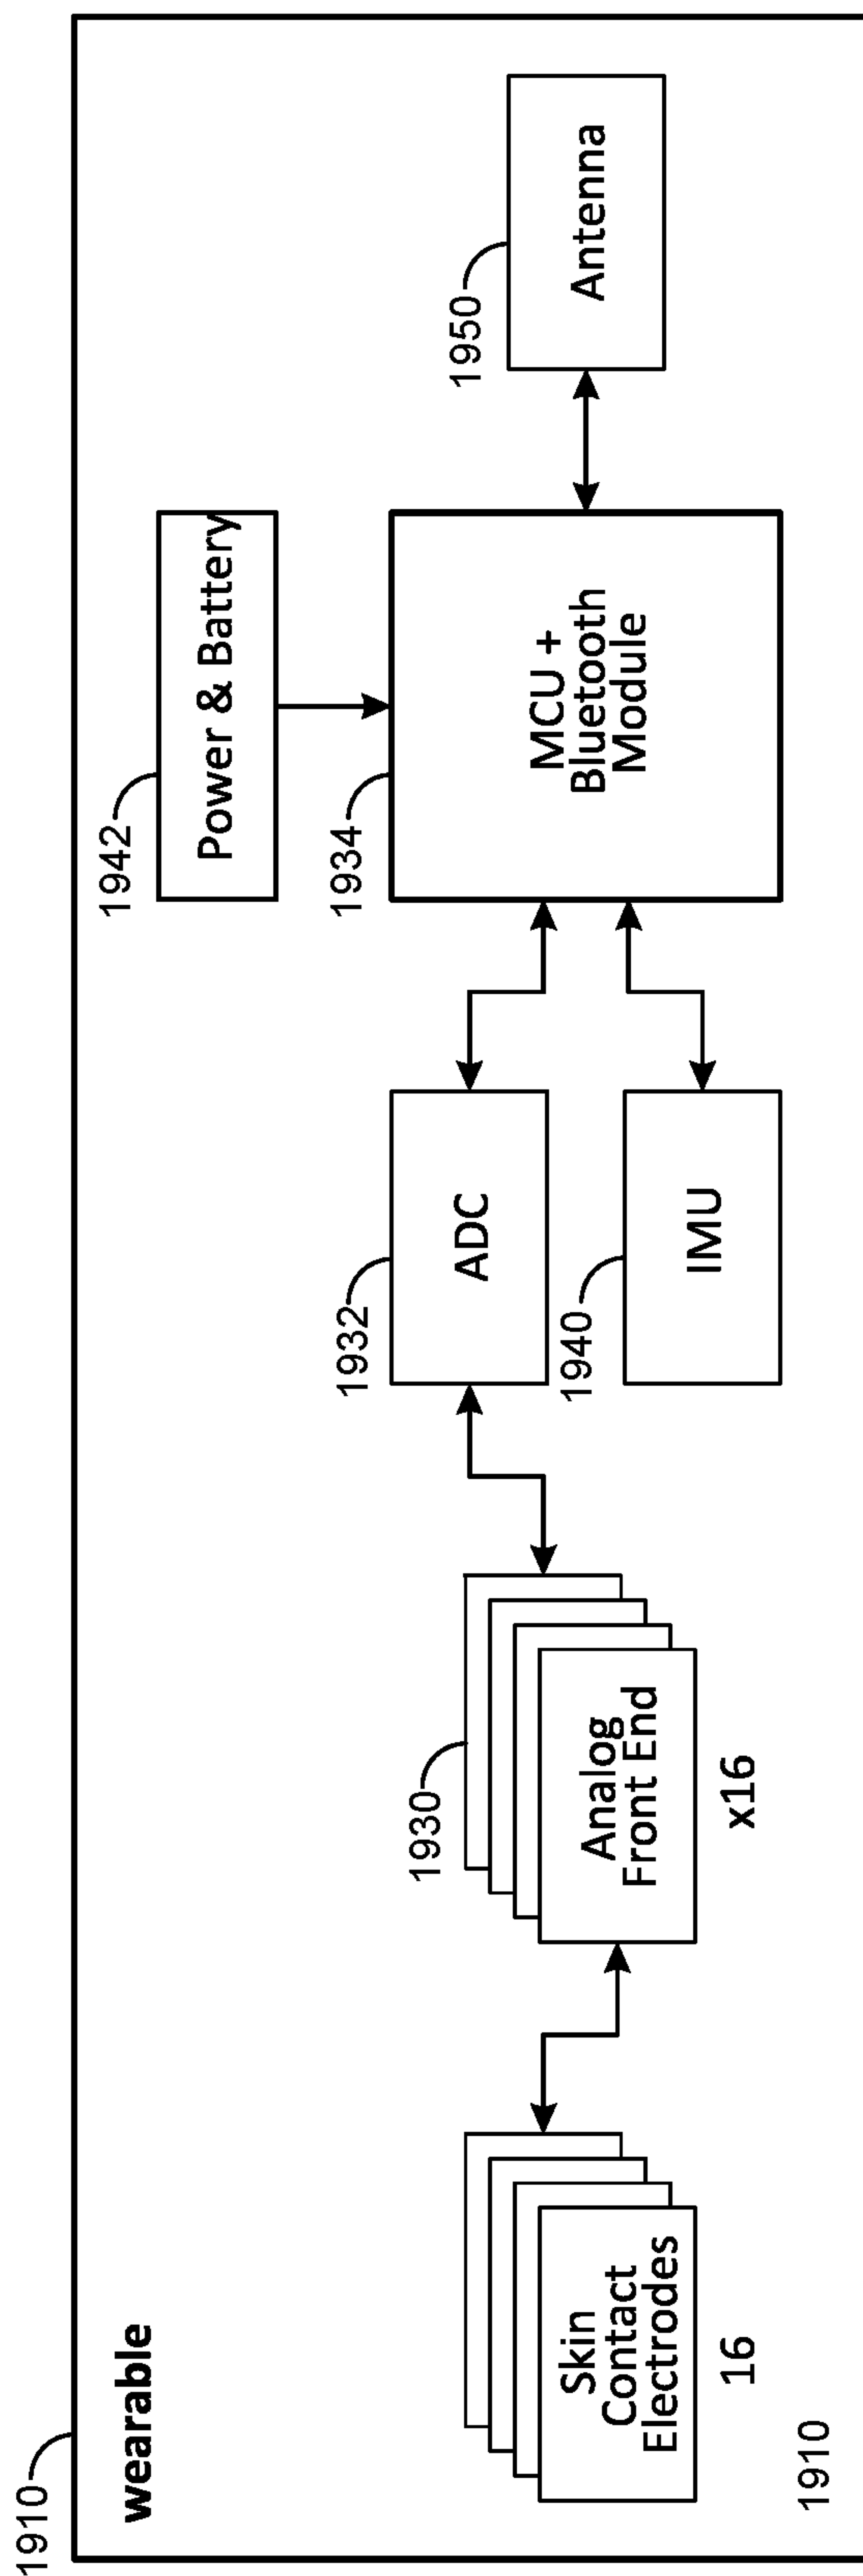 1910
wearable
1942
Power & Battery
1950
Antenna
1934
MCU +
Bluetooth
Module
1932
ADC
1940
IMU
1930
Analog
Front End
x16
Skin
Contact
Electrodes
16
1910